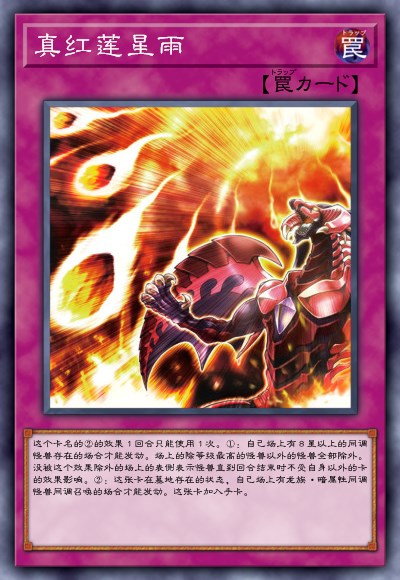 真红莲星雨
トラップ
罠
トラップ
【罠カード】
这个卡名的②的效果1回合只能使用1次。①：自己场上有8星以上的同调
怪兽存在的场合才能发动。场上的除等级最高的怪兽以外的怪兽全部除外。
没被这个效果除外的场上的表侧表示怪兽直到回合结束时不受自身以外的卡
的效果影响。②：这张卡在墓地存在的状态，自己场上有龙族・暗属性同调
怪兽同调召唤的场合才能发动。这张卡加入手卡。